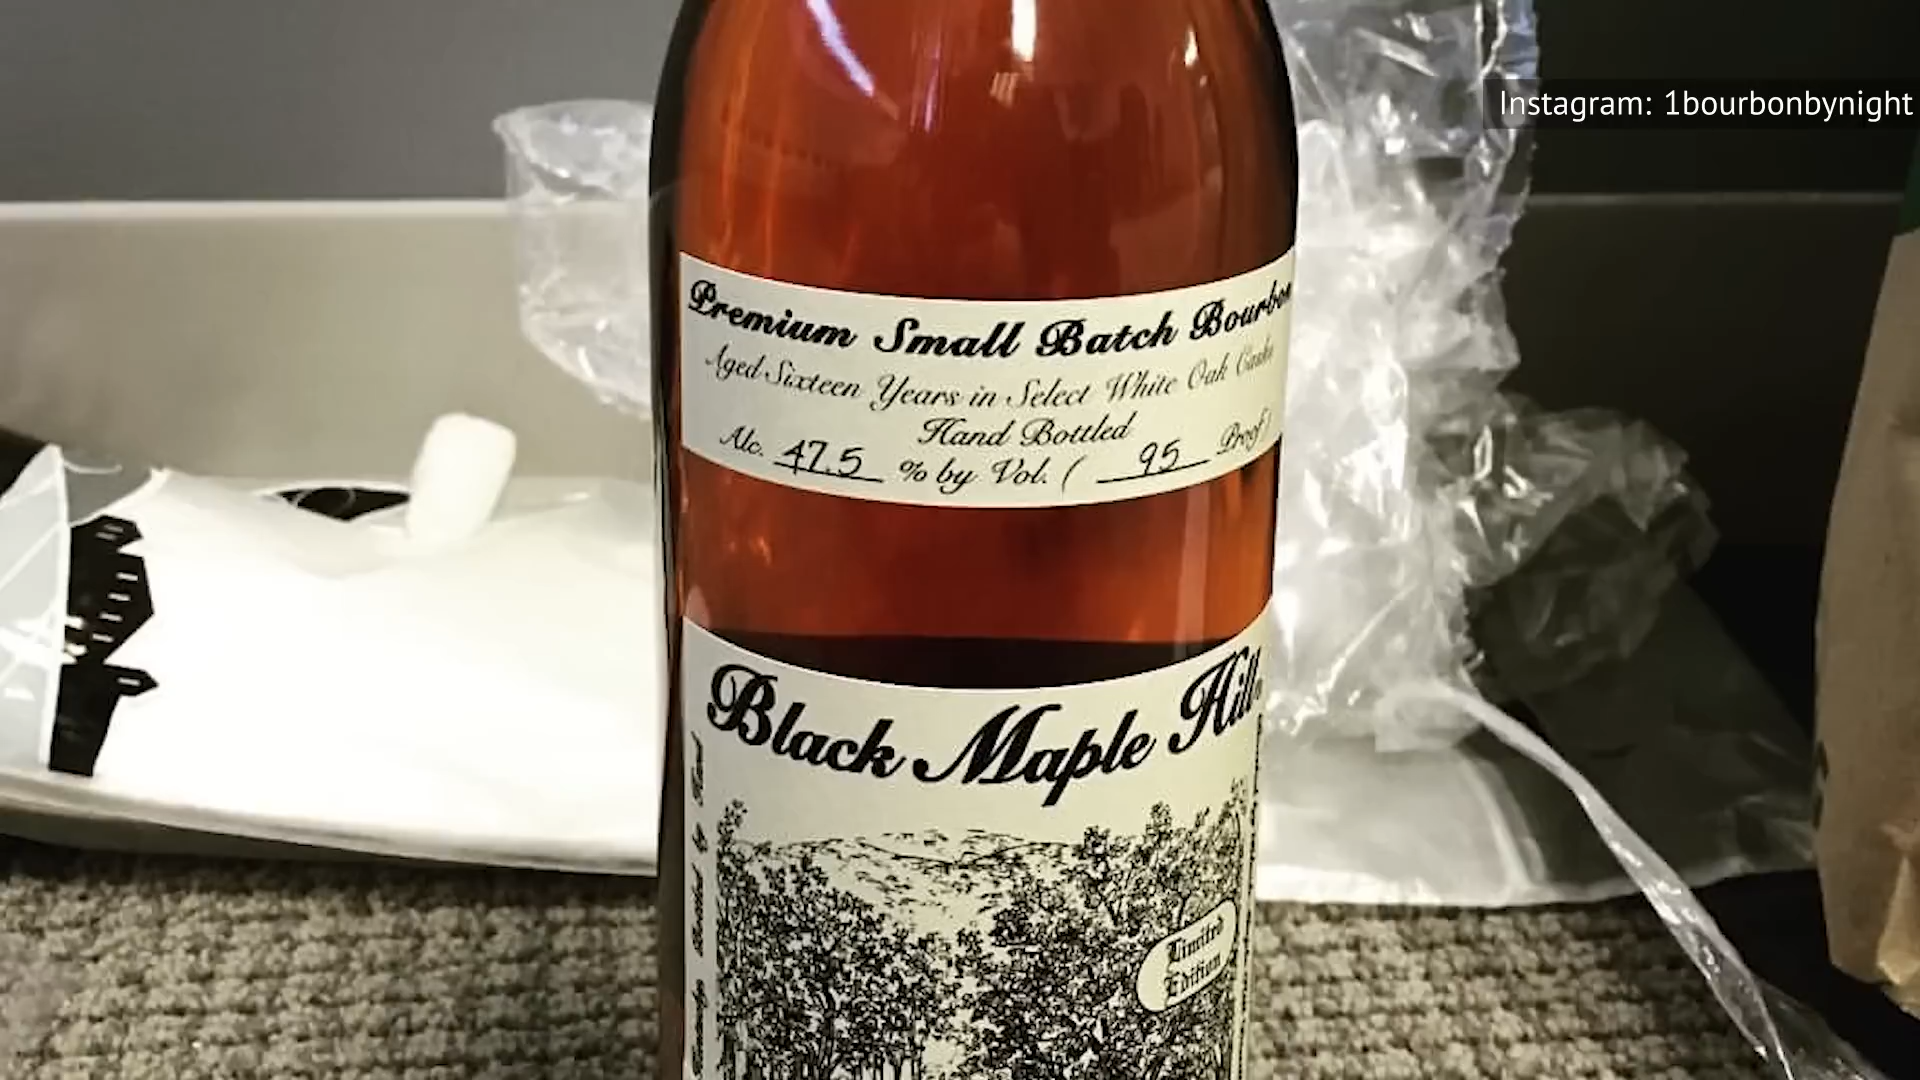 Instagram: 1bourbonbynight
Premium Small Batch Bourbon
Aged Sixteen Years in Select White Oak Casks
Hand Bottled
Alc. 47.5 % by Vol. ( 95 Proof)
Black Maple Hill
Limited
Edition